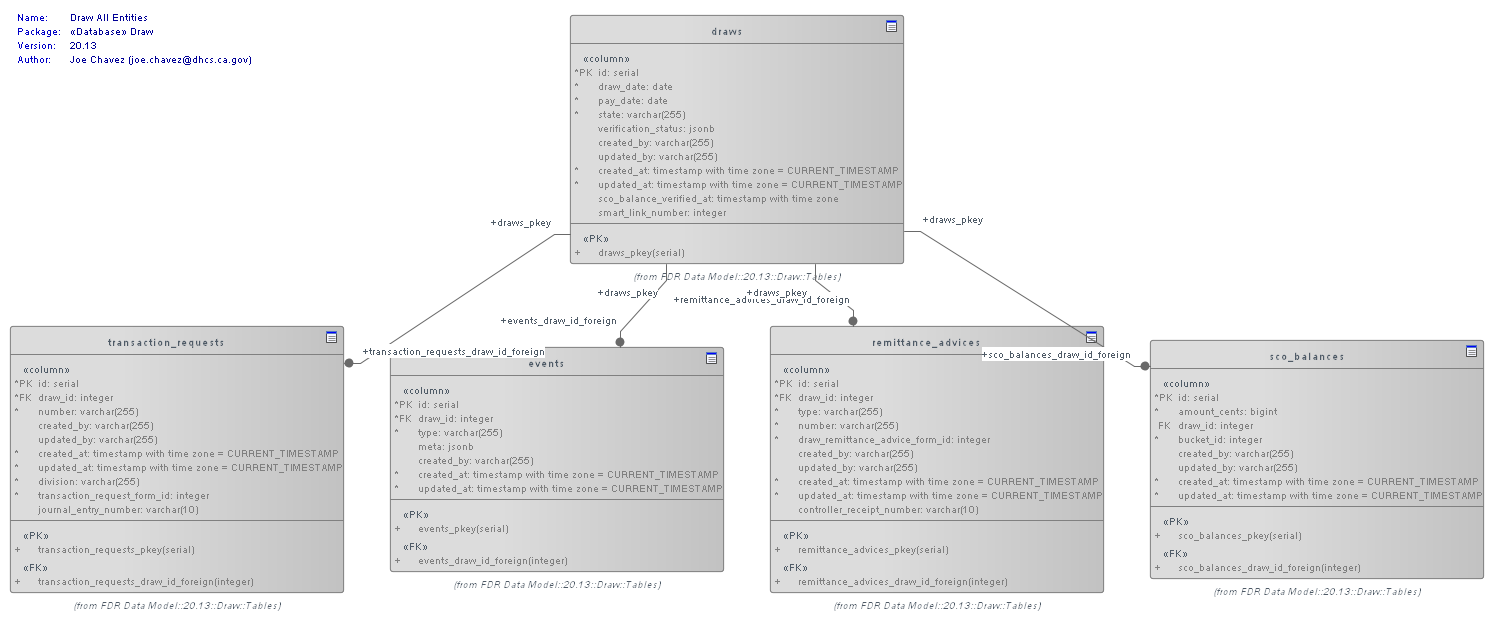 Name: Draw All Entities
Package: «Database» Draw
Version: 20.13
Author: Joe Chavez (joe.chavez@dhcs.ca.gov)
draws
«column»
*PK id: serial
* draw_date: date
* pay_date: date
* state: varchar(255)
verification_status: jsonb
created_by: varchar(255)
updated_by: varchar(255)
* created_at: timestamp with time zone = CURRENT_TIMESTAMP
* updated_at: timestamp with time zone = CURRENT_TIMESTAMP
sco_balance_verified_at: timestamp with time zone
smart_link_number: integer
«PK»
+ draws_pkey(serial)
(from FDR Data Model::20.13::Draw::Tables)
+draws_pkey
+draws_pkey
+draws_pkey
+draws_pkey
+remittance_advices_draw_id_foreign
+events_draw_id_foreign
+transaction_requests_draw_id_foreign
+sco_balances_draw_id_foreign
transaction_requests
«column»
*PK id: serial
*FK draw_id: integer
* number: varchar(255)
created_by: varchar(255)
updated_by: varchar(255)
* created_at: timestamp with time zone = CURRENT_TIMESTAMP
* updated_at: timestamp with time zone = CURRENT_TIMESTAMP
* division: varchar(255)
* transaction_request_form_id: integer
journal_entry_number: varchar(10)
«PK»
+ transaction_requests_pkey(serial)
«FK»
+ transaction_requests_draw_id_foreign(integer)
(from FDR Data Model::20.13::Draw::Tables)
events
«column»
*PK id: serial
*FK draw_id: integer
* type: varchar(255)
meta: jsonb
created_by: varchar(255)
* created_at: timestamp with time zone = CURRENT_TIMESTAMP
* updated_at: timestamp with time zone = CURRENT_TIMESTAMP
«PK»
+ events_pkey(serial)
«FK»
+ events_draw_id_foreign(integer)
(from FDR Data Model::20.13::Draw::Tables)
remittance_advices
«column»
*PK id: serial
*FK draw_id: integer
* type: varchar(255)
* number: varchar(255)
* draw_remittance_advice_form_id: integer
created_by: varchar(255)
updated_by: varchar(255)
* created_at: timestamp with time zone = CURRENT_TIMESTAMP
* updated_at: timestamp with time zone = CURRENT_TIMESTAMP
controller_receipt_number: varchar(10)
«PK»
+ remittance_advices_pkey(serial)
«FK»
+ remittance_advices_draw_id_foreign(integer)
(from FDR Data Model::20.13::Draw::Tables)
sco_balances
«column»
*PK id: serial
* amount_cents: bigint
FK draw_id: integer
* bucket_id: integer
created_by: varchar(255)
updated_by: varchar(255)
* created_at: timestamp with time zone = CURRENT_TIMESTAMP
* updated_at: timestamp with time zone = CURRENT_TIMESTAMP
«PK»
+ sco_balances_pkey(serial)
«FK»
+ sco_balances_draw_id_foreign(integer)
(from FDR Data Model::20.13::Draw::Tables)